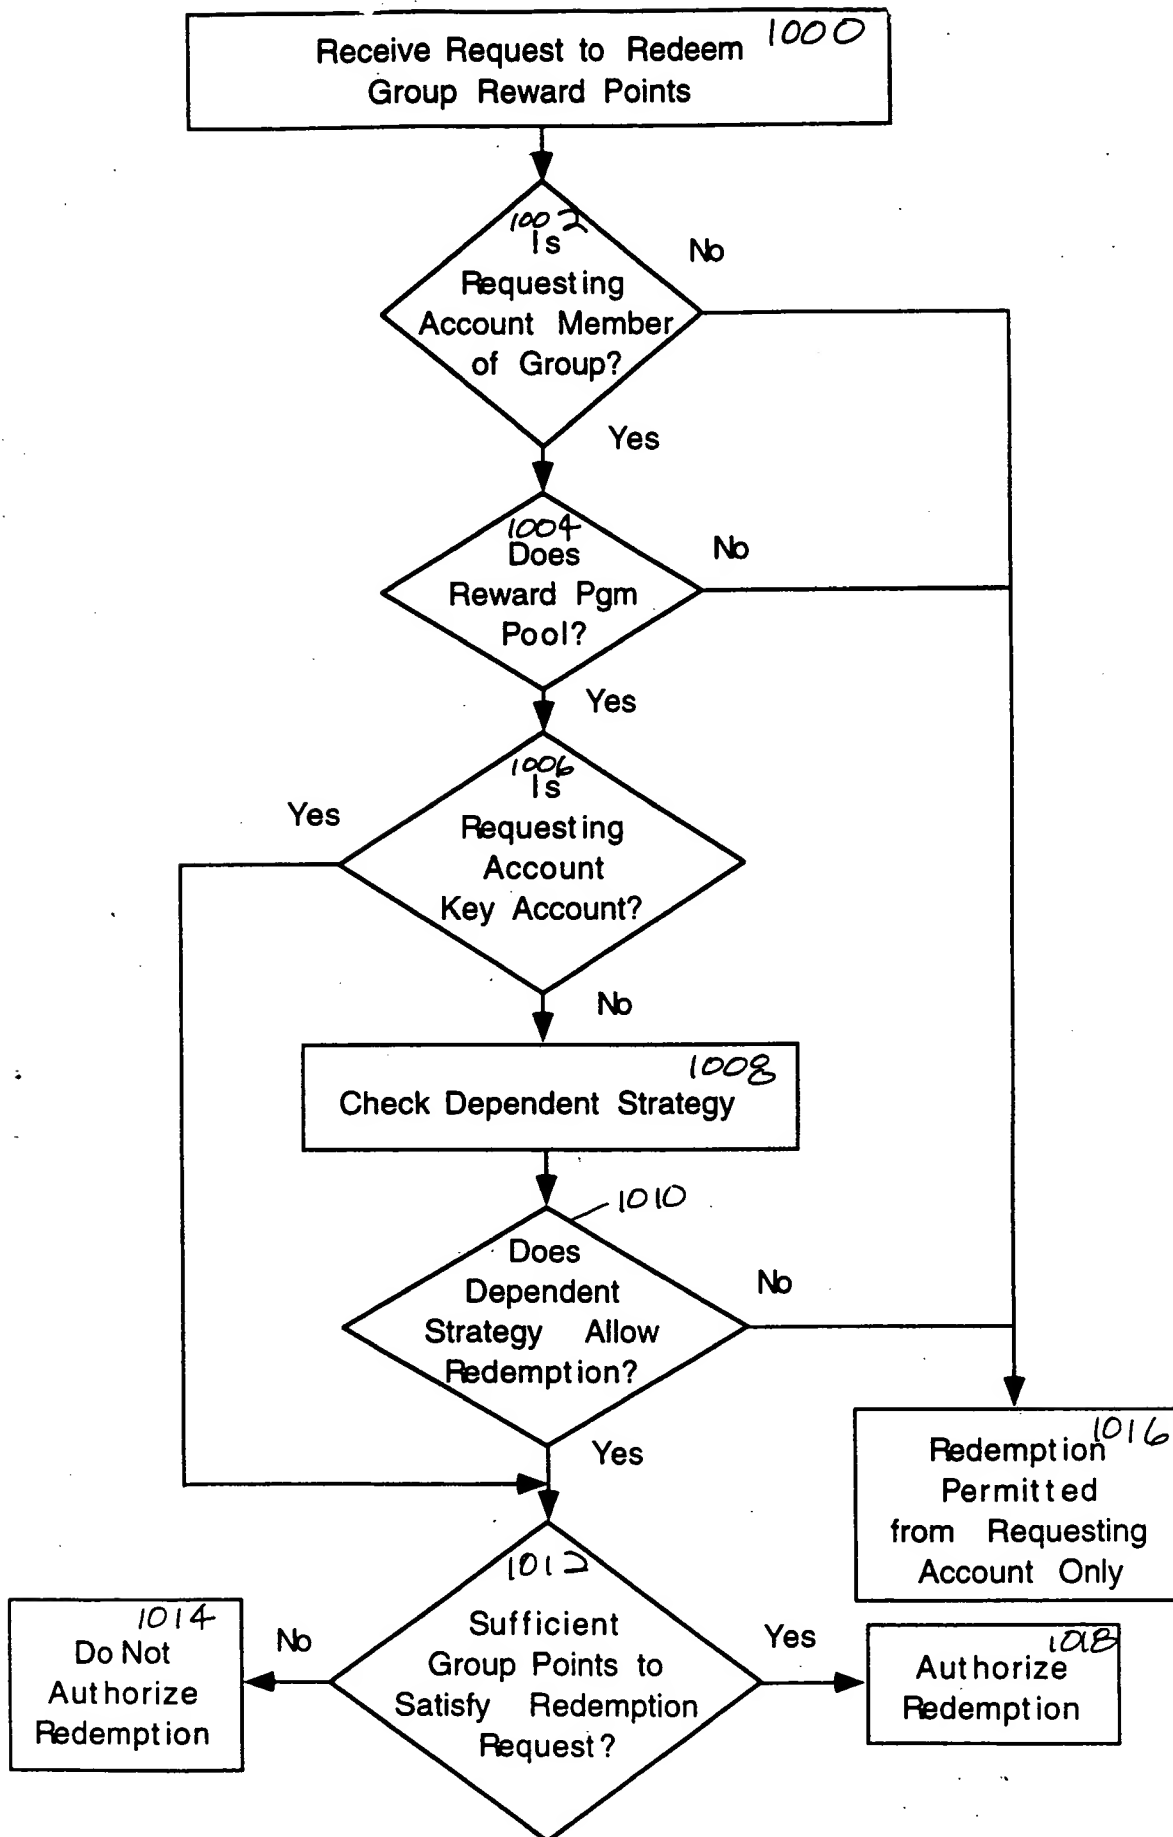 1000
Receive Request to Redeem
Group Reward Points
1002
Is
Requesting
Account Member
of Group?
No
Yes
1004
Does
Reward Pgm
Pool?
No
Yes
1006
Is
Requesting
Account
Key Account?
Yes
No
1008
Check Dependent Strategy
1010
Does
Dependent
Strategy Allow
Redemption?
No
Yes
1016
Redemption
Permitted
from Requesting
Account Only
1012
Sufficient
Group Points to
Satisfy Redemption
Request?
No
Yes
1014
Do Not
Authorize
Redemption
1018
Authorize
Redemption